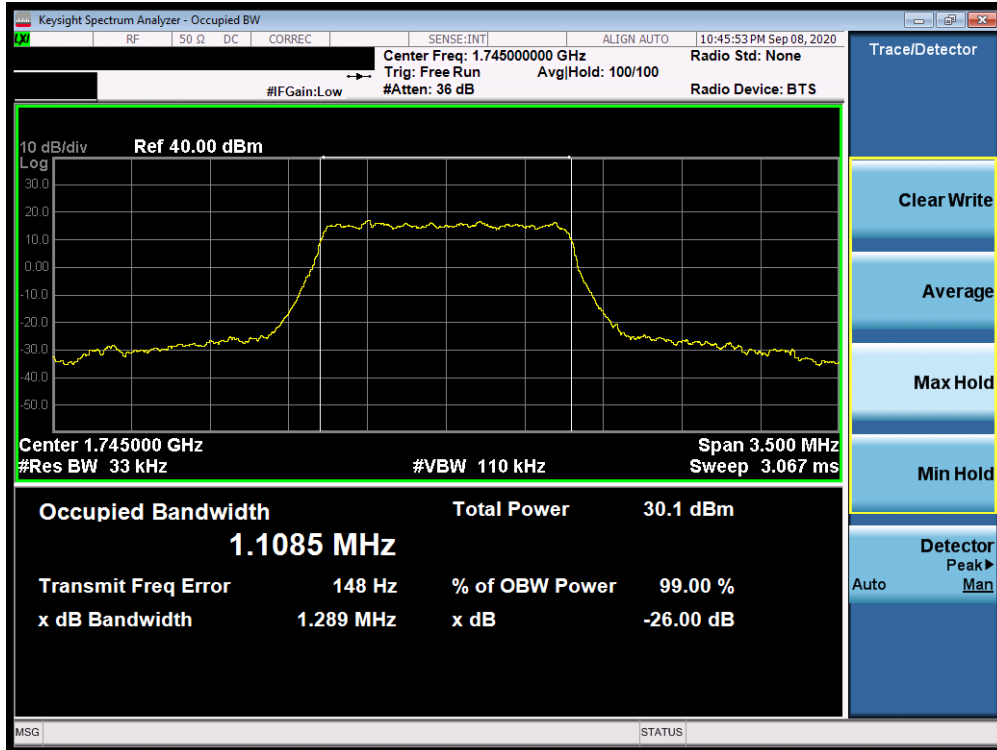 Keysight Spectrum Analyzer - Occupied BW
LXI RF 50 Ω DC CORREC SENSE:INT ALIGN AUTO 10:45:53 PM Sep 08, 2020
Center Freq: 1.745000000 GHz Radio Std: None
Trig: Free Run Avg|Hold: 100/100
#IFGain:Low #Atten: 36 dB Radio Device: BTS
Trace/Detector
10 dB/div Ref 40.00 dBm
Log
30.0
20.0
10.0
0.00
-10.0
-20.0
-30.0
-40.0
-50.0
Center 1.745000 GHz Span 3.500 MHz
#Res BW 33 kHz #VBW 110 kHz Sweep 3.067 ms
Occupied Bandwidth Total Power 30.1 dBm
1.1085 MHz
Transmit Freq Error 148 Hz % of OBW Power 99.00 %
x dB Bandwidth 1.289 MHz x dB -26.00 dB
Clear Write
Average
Max Hold
Min Hold
Detector
Peak▶
Auto Man
MSG STATUS